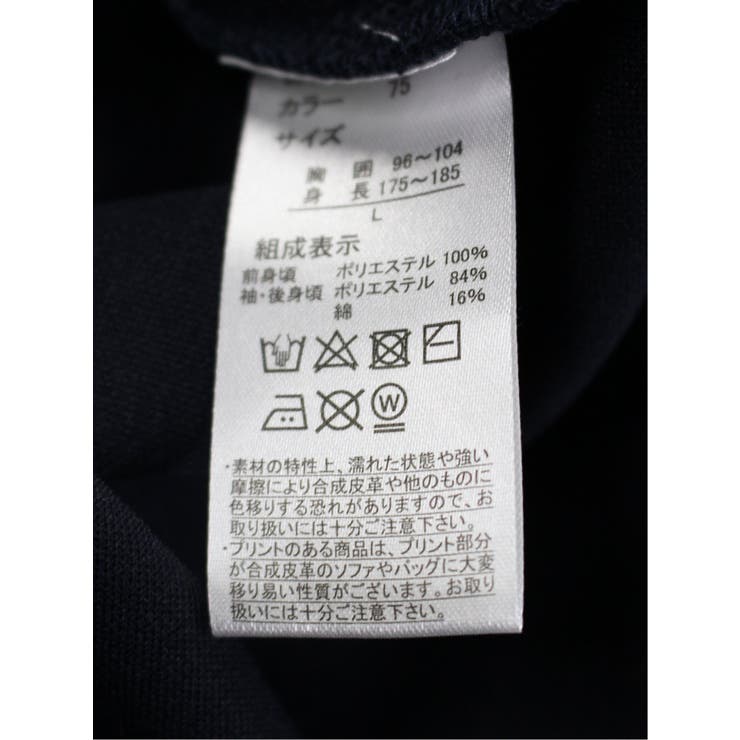 カラー 75
サイズ
胸 囲 96～104
身 長 175～185
L
組成表示
前身頃 ポリエステル 100%
袖・後身頃 ポリエステル 84%
綿 16%
W
・素材の特性上、濡れた状態や強い
摩擦により合成皮革や他のものに
色移りする恐れがありますので、お
取り扱いには十分ご注意下さい。
・プリントのある商品は、プリント部分
が合成皮革のソファやバッグに大変
移り易い性質がございます。お取り
扱いには十分ご注意下さい。